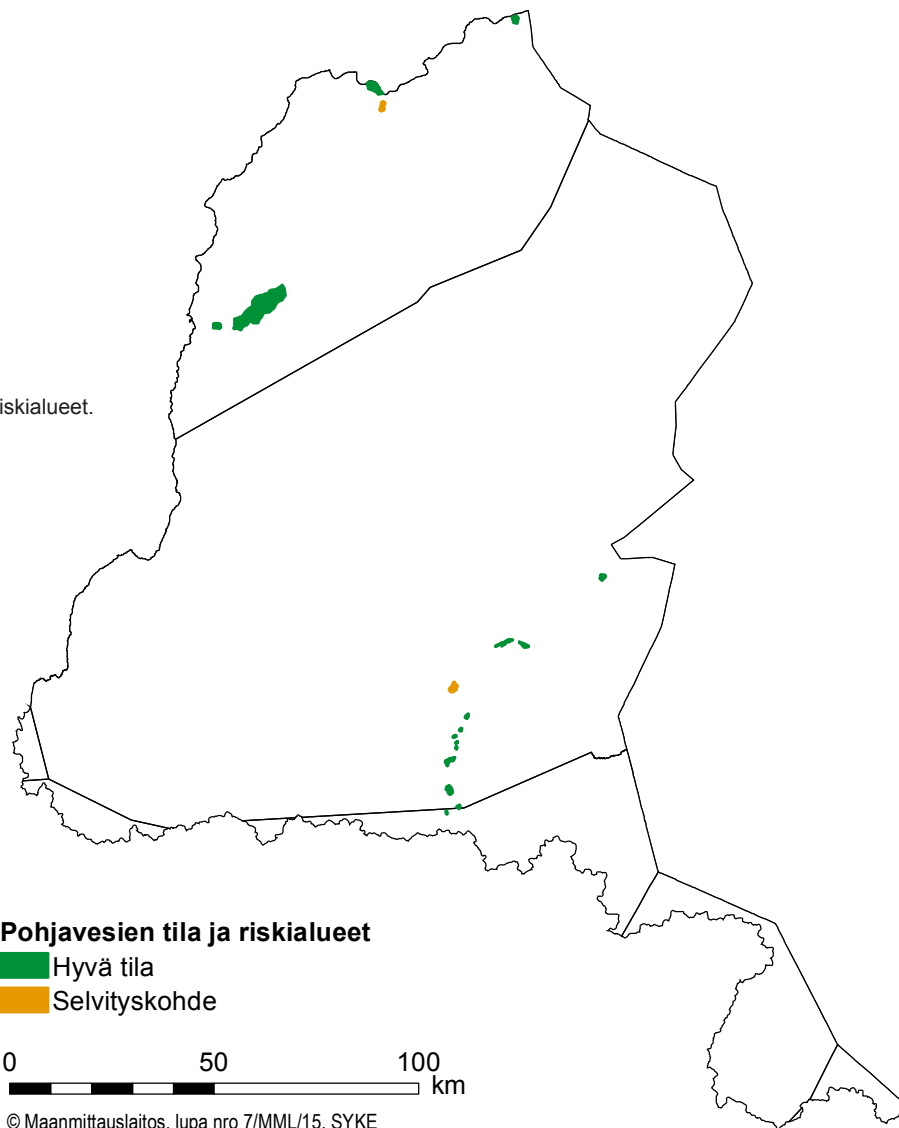 iskialueet.
Pohjavesien tila ja riskialueet
Hyvä tila
Selvityskohde
0 50 100
km
© Maanmittauslaitos, lupa nro 7/MML/15, SYKE